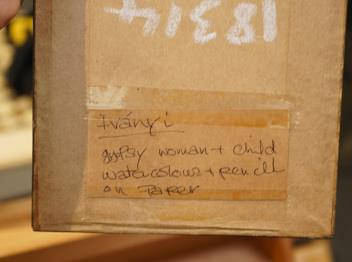 18314
Iványi
gypsy woman + child
watercolour + pencil
on Paper